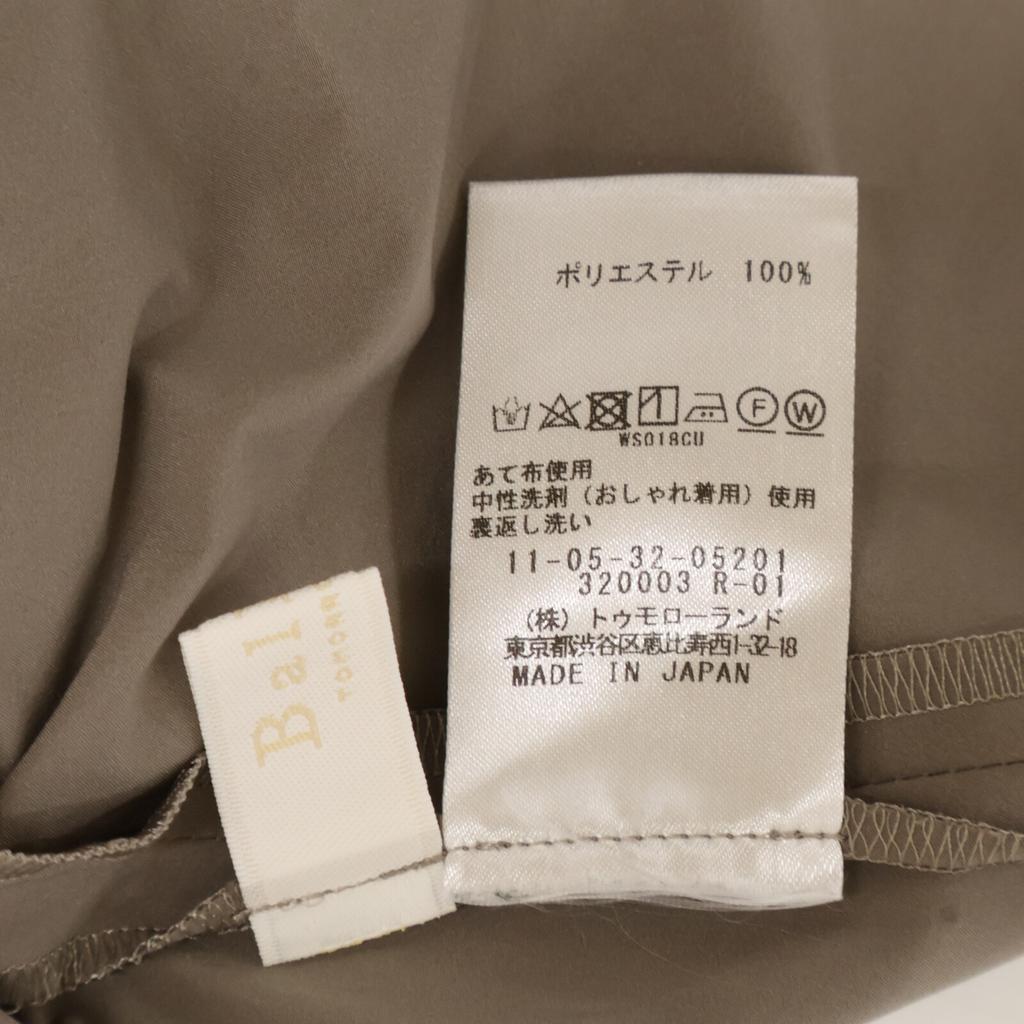 ポリエステル 100%
F W
WS018CU
あて布使用
中性洗剤（おしゃれ着用）使用
裏返し洗い
11-05-32-05201
320003 R-01
（株）トゥモローランド
東京都渋谷区恵比寿西1-32-18
MADE IN JAPAN
Bal
TOMORR